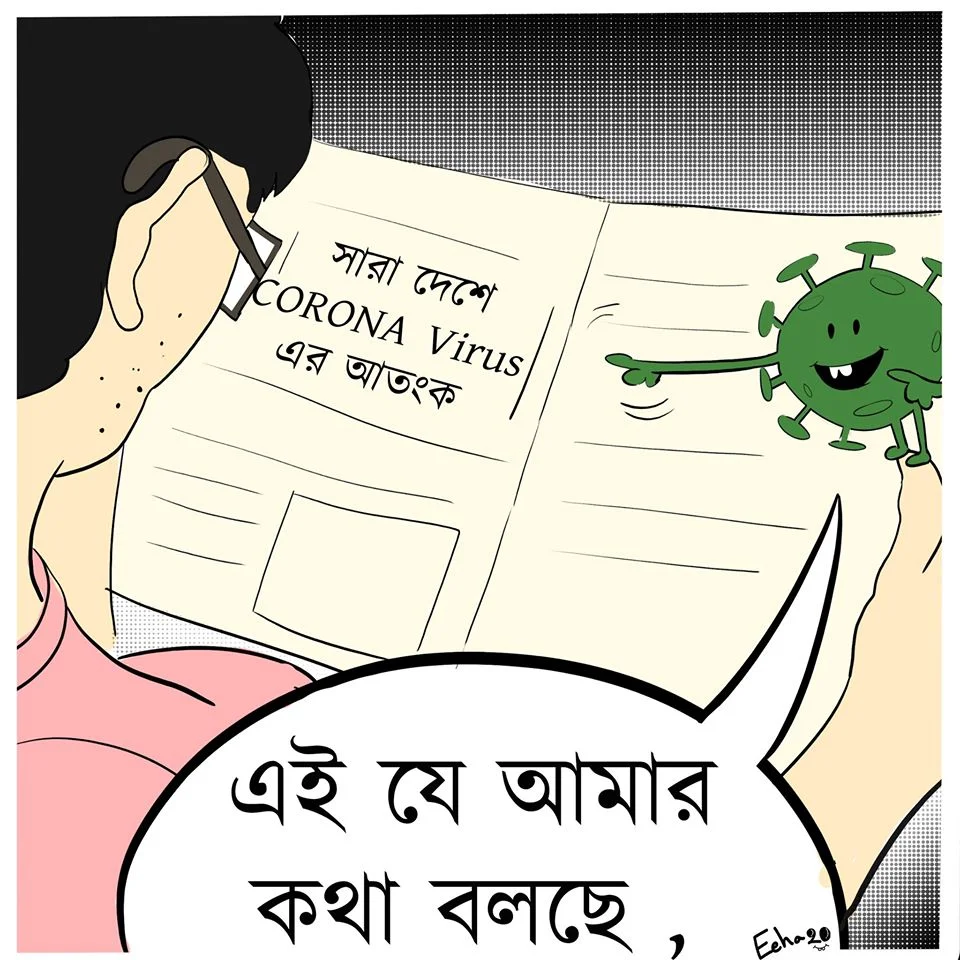 সারা দেশে
CORONA Virus
এর আতংক
এই যে আমার
কথা বলছে ,
Eeha20